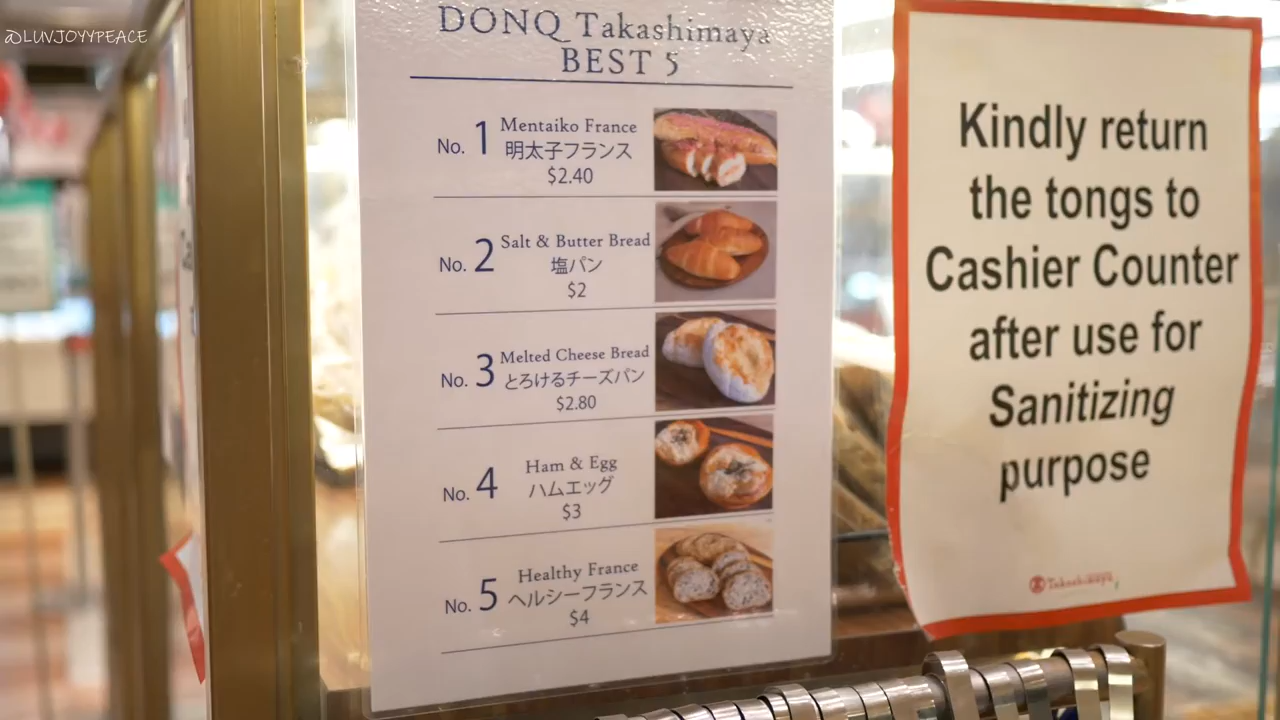 @LUNJOYYPEACE
DONQ Takashimaya
BEST 5
No. 1
Mentaiko France
明太子フランス
$2.40
No. 2
Salt & Butter Bread
塩パン
$2
No. 3
Melted Cheese Bread
とろけるチーズパン
$2.80
No. 4
Ham & Egg
ハムエッグ
$3
No. 5
Healthy France
ヘルシーフランス
$4
Kindly return
the tongs to
Cashier Counter
after use for
Sanitizing
purpose
Takashimaya